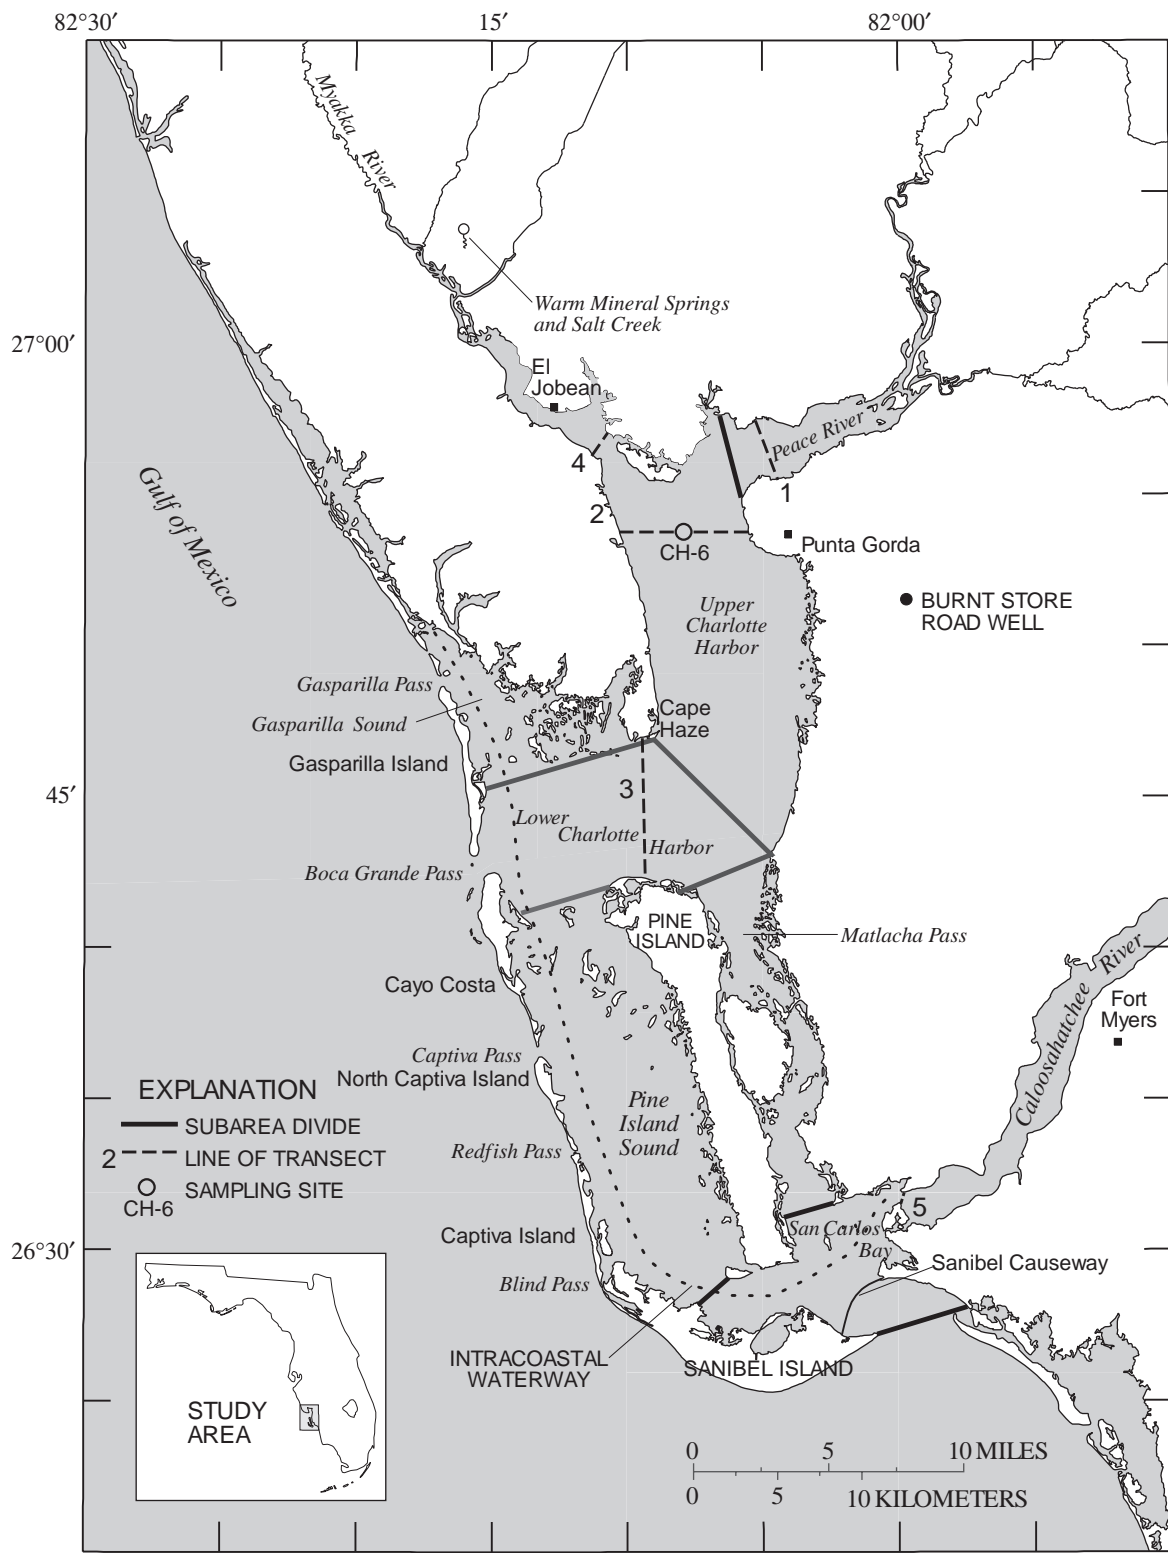 82°30′
15′
82°00′
Myakka
River
Warm Mineral Springs
and Salt Creek
27°00′
El
Jobean
Peace River
4
1
2
CH-6
Punta Gorda
Gulf of Mexico
BURNT STORE
ROAD WELL
Upper
Charlotte
Harbor
Gasparilla Pass
Gasparilla Sound
Cape
Haze
Gasparilla Island
45′
3
Lower
Charlotte
Harbor
Boca Grande Pass
PINE
ISLAND
Matlacha Pass
Cayo Costa
Caloosahatchee River
Fort
Myers
Captiva Pass
North Captiva Island
EXPLANATION
SUBAREA DIVIDE
2 LINE OF TRANSECT
SAMPLING SITE
CH-6
Pine
Island
Sound
Redfish Pass
5
San Carlos
Bay
Captiva Island
26°30′
Sanibel Causeway
Blind Pass
INTRACOASTAL
WATERWAY
SANIBEL ISLAND
STUDY
AREA
0 5 10 MILES
0 5 10 KILOMETERS